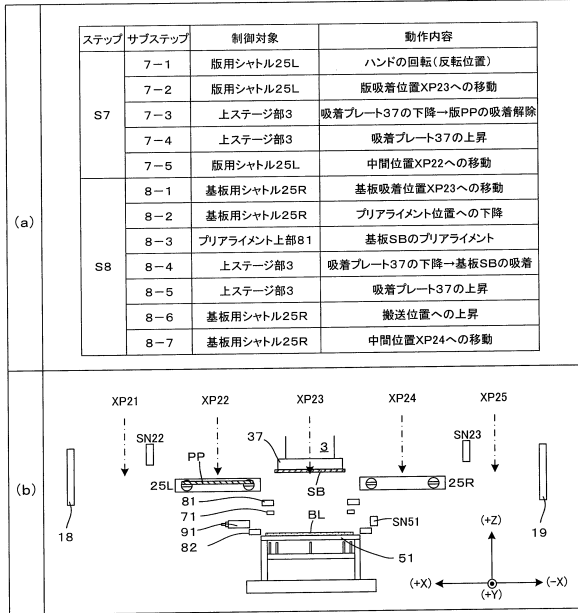 (a)
ステップ サブステップ 制御対象 動作内容
S7
7-1 版用シャトル25L ハンドの回転(反転位置)
7-2 版用シャトル25L 版吸着位置XP23への移動
7-3 上ステージ部3 吸着プレート37の下降→版PPの吸着解除
7-4 上ステージ部3 吸着プレート37の上昇
7-5 版用シャトル25L 中間位置XP22への移動
S8
8-1 基板用シャトル25R 基板吸着位置XP23への移動
8-2 基板用シャトル25R プリアライメント位置への下降
8-3 プリアライメント上部81 基板SBのプリアライメント
8-4 上ステージ部3 吸着プレート37の下降→基板SBの吸着
8-5 上ステージ部3 吸着プレート37の上昇
8-6 基板用シャトル25R 搬送位置への上昇
8-7 基板用シャトル25R 中間位置XP24への移動
(b)
XP21 XP22 XP23 XP24 XP25
SN22 37 3 SN23
PP
25L SB 25R
81
71 BL
91 SN51
82
18 51 19
(+Z)
(+X) (-X)
(+Y)